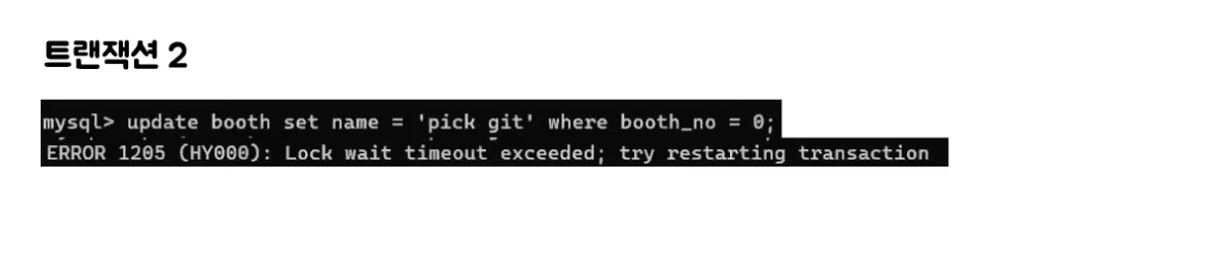 트랜잭션 2
mysql> update booth set name = 'pick git' where booth_no = 0;
ERROR 1205 (HY000): Lock wait timeout exceeded; try restarting transaction